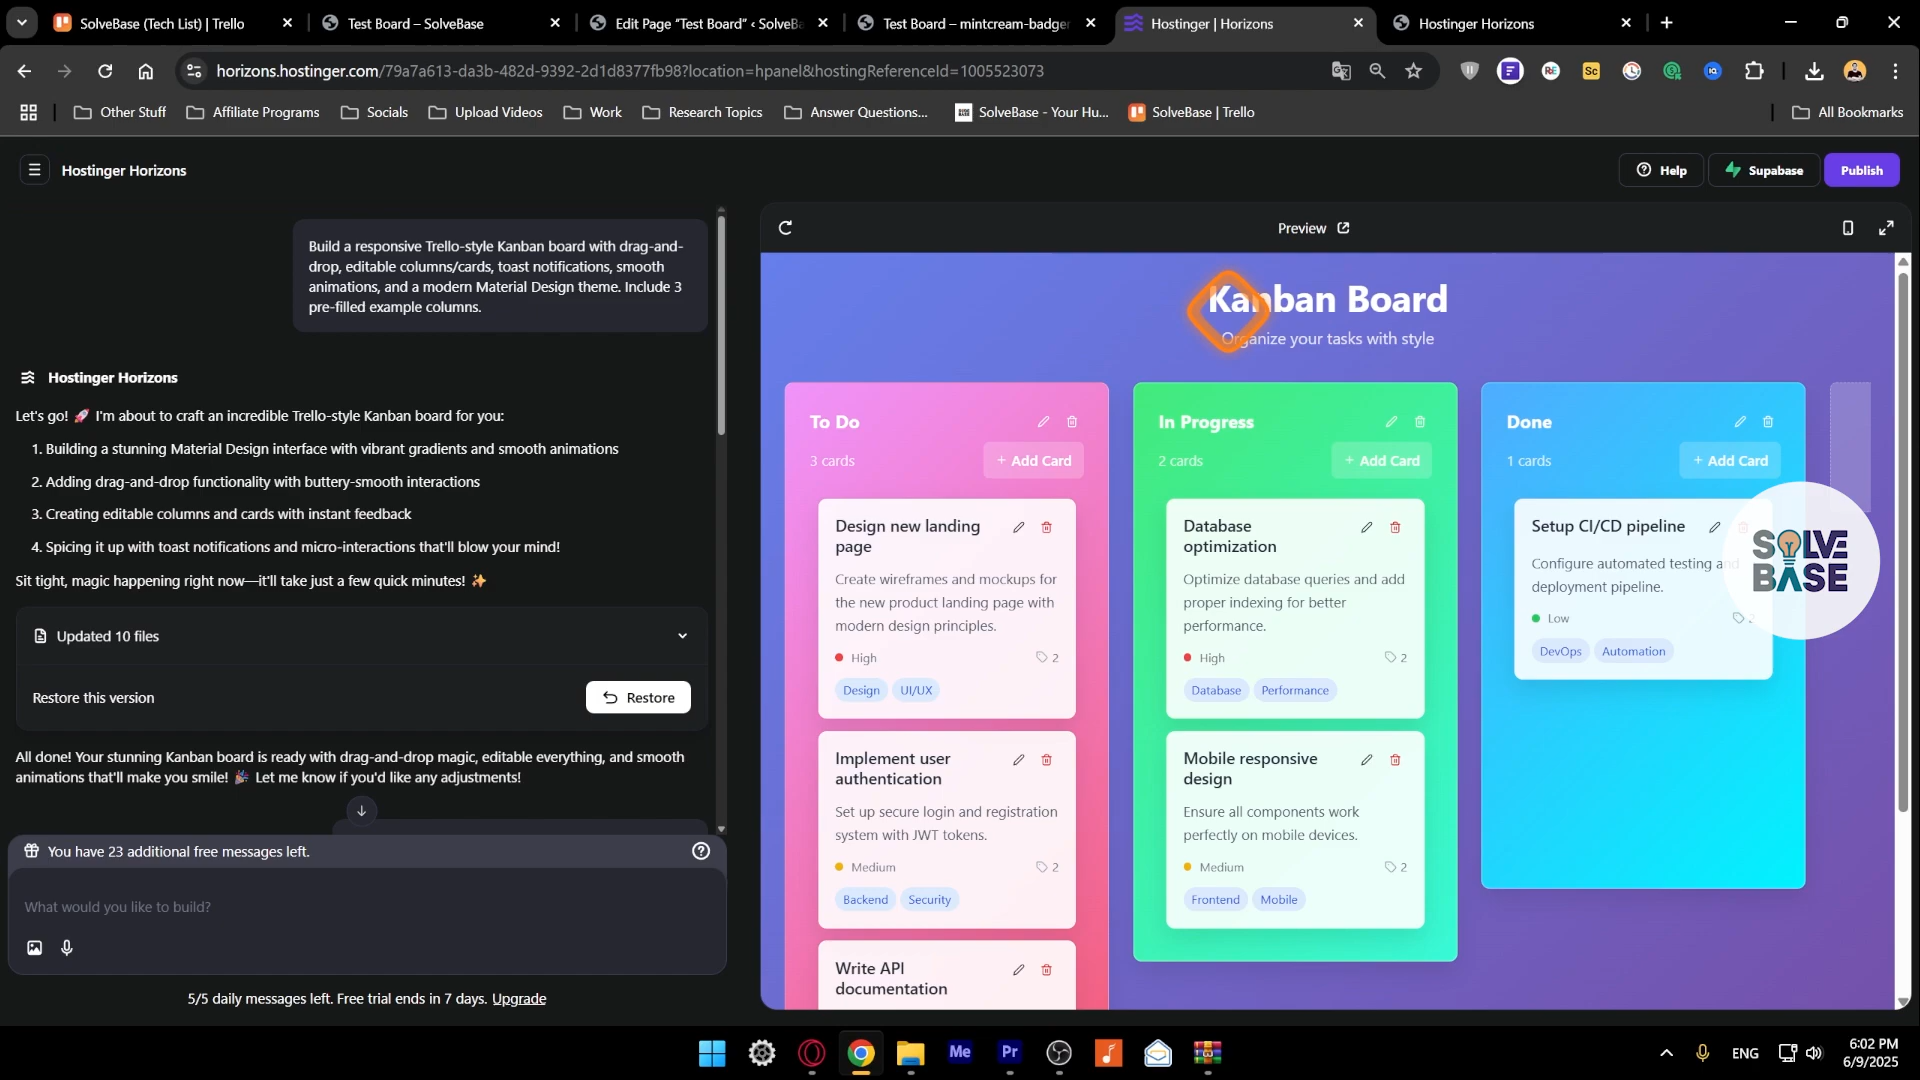 SolveBase (Tech List) | Trello
Test Board – SolveBase
Edit Page “Test Board” ‹ SolveBa
Test Board – mintcream-badger
Hostinger | Horizons
Hostinger Horizons
horizons.hostinger.com/79a7a613-da3b-482d-9392-2d1d8377fb98?location=hpanel&hostingReferenceId=1005523073
Other Stuff
Affiliate Programs
Socials
Upload Videos
Work
Research Topics
Answer Questions...
SolveBase - Your Hu...
SolveBase | Trello
All Bookmarks
Hostinger Horizons
Help
Supabase
Publish
Build a responsive Trello-style Kanban board with drag-and-
drop, editable columns/cards, toast notifications, smooth
animations, and a modern Material Design theme. Include 3
pre-filled example columns.
Hostinger Horizons
Let's go! 🚀 I'm about to craft an incredible Trello-style Kanban board for you:
1. Building a stunning Material Design interface with vibrant gradients and smooth animations
2. Adding drag-and-drop functionality with buttery-smooth interactions
3. Creating editable columns and cards with instant feedback
4. Spicing it up with toast notifications and micro-interactions that'll blow your mind!
Sit tight, magic happening right now—it'll take just a few quick minutes! ✨
Updated 10 files
Restore this version
Restore
All done! Your stunning Kanban board is ready with drag-and-drop magic, editable everything, and smooth
animations that'll make you smile! 🎉 Let me know if you'd like any adjustments!
You have 23 additional free messages left.
What would you like to build?
5/5 daily messages left. Free trial ends in 7 days. Upgrade
Preview
Kanban Board
Organize your tasks with style
To Do
3 cards
+ Add Card
Design new landing
page
Create wireframes and mockups for
the new product landing page with
modern design principles.
High
2
Design
UI/UX
Implement user
authentication
Set up secure login and registration
system with JWT tokens.
Medium
2
Backend
Security
Write API
documentation
In Progress
2 cards
+ Add Card
Database
optimization
Optimize database queries and add
proper indexing for better
performance.
High
2
Database
Performance
Mobile responsive
design
Ensure all components work
perfectly on mobile devices.
Medium
2
Frontend
Mobile
Done
1 cards
+ Add Card
Setup CI/CD pipeline
Configure automated testing and
deployment pipeline.
Low
2
DevOps
Automation
SOLVE
BASE
Me
Pr
ENG
6:02 PM
6/9/2025